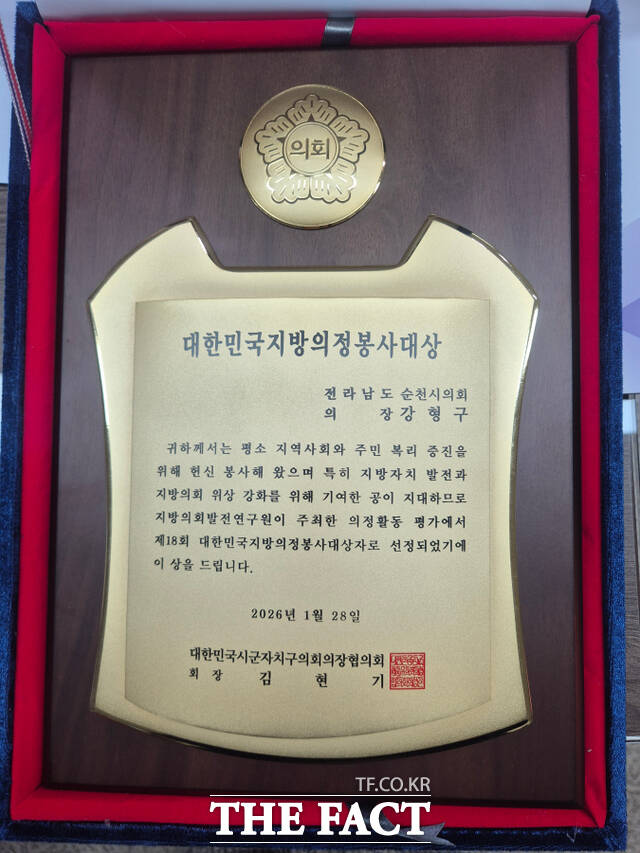 의회
대한민국지방의정봉사대상
전라남도 순천시의회
의 장 강형구
귀하께서는 평소 지역사회와 주민 복리 증진을
위해 헌신 봉사해 왔으며 특히 지방자치 발전과
지방의회 위상 강화를 위해 기여한 공이 지대하므로
지방의회발전연구원이 주최한 의정활동 평가에서
제18회 대한민국지방의정봉사대상자로 선정되었기에
이 상을 드립니다.
2026년 1월 28일
대한민국시군자치구의회의장협의회
회 장 김 현 기
TF.CO.KR
THE FACT